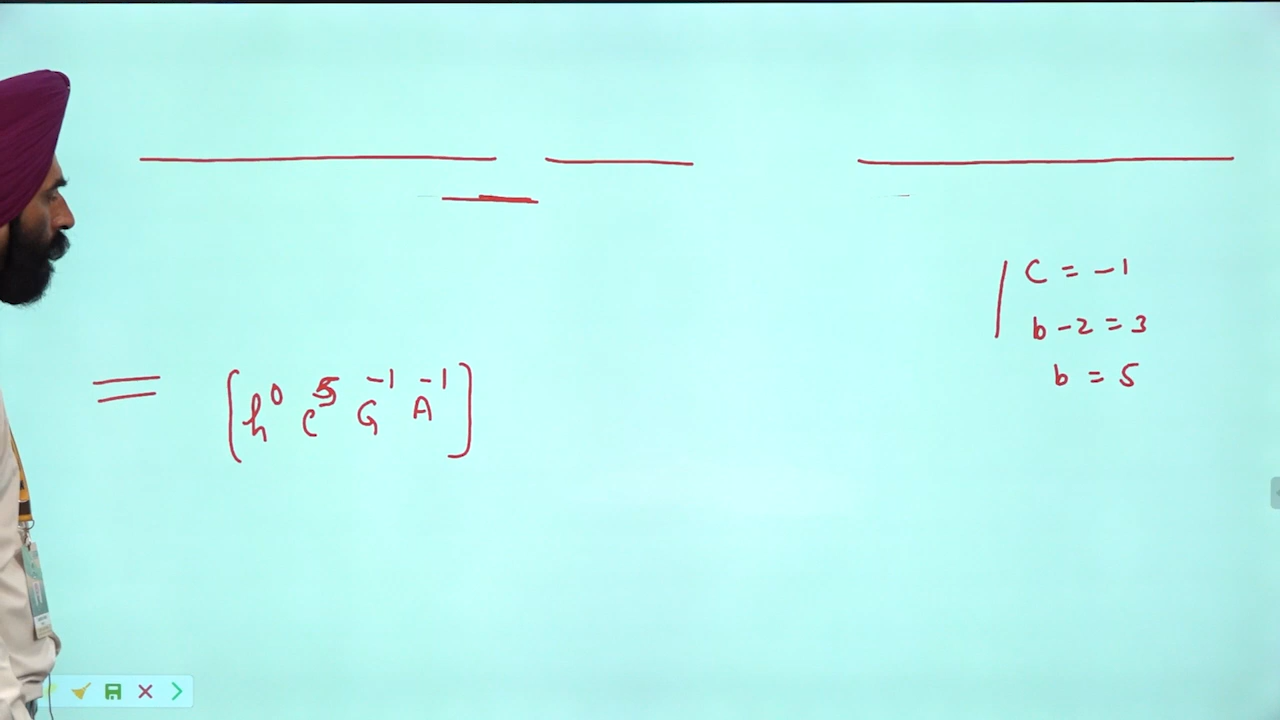 C = -1
b - 2 = 3
b = 5
= [h⁰ C⁵ G⁻¹ A⁻¹]